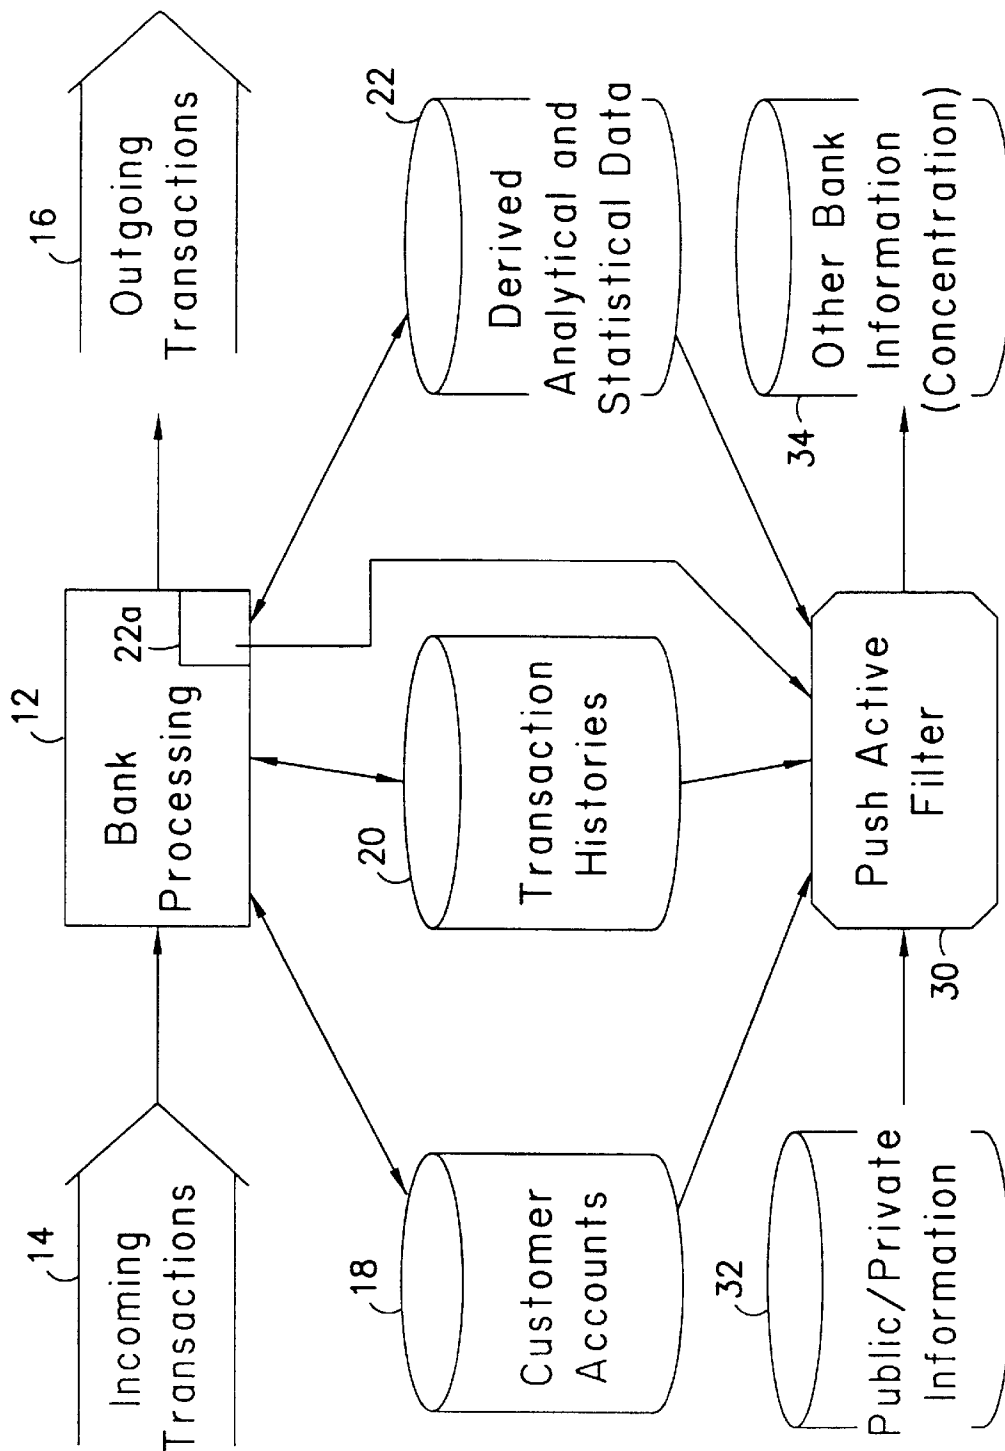 14
Incoming
Transactions
12
Bank
Processing
22a
16
Outgoing
Transactions
18
Customer
Accounts
20
Transaction
Histories
22
Derived
Analytical and
Statistical Data
32
Public/Private
Information
30
Push Active
Filter
34
Other Bank
Information
(Concentration)